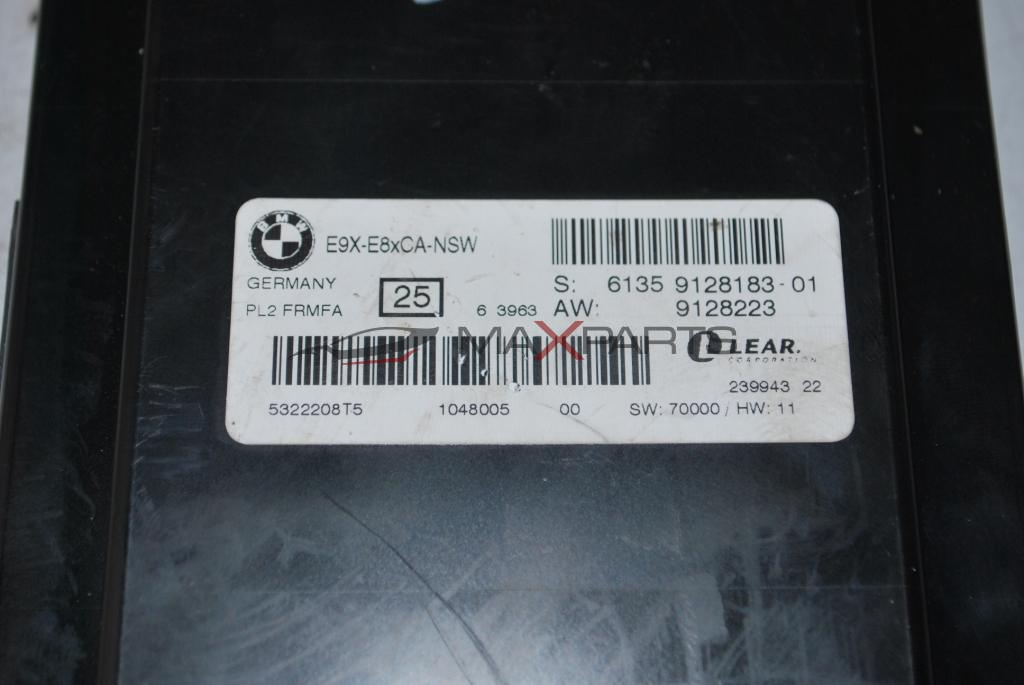 BMW
E9X-E8xCA-NSW
GERMANY
PL2 FRMFA
25
6 3963
S: 6135 9128183-01
AW: 9128223
MAXPARTS
LEAR.
CORPORATION
239943 22
5322208T5 1048005 00 SW: 70000 / HW: 11